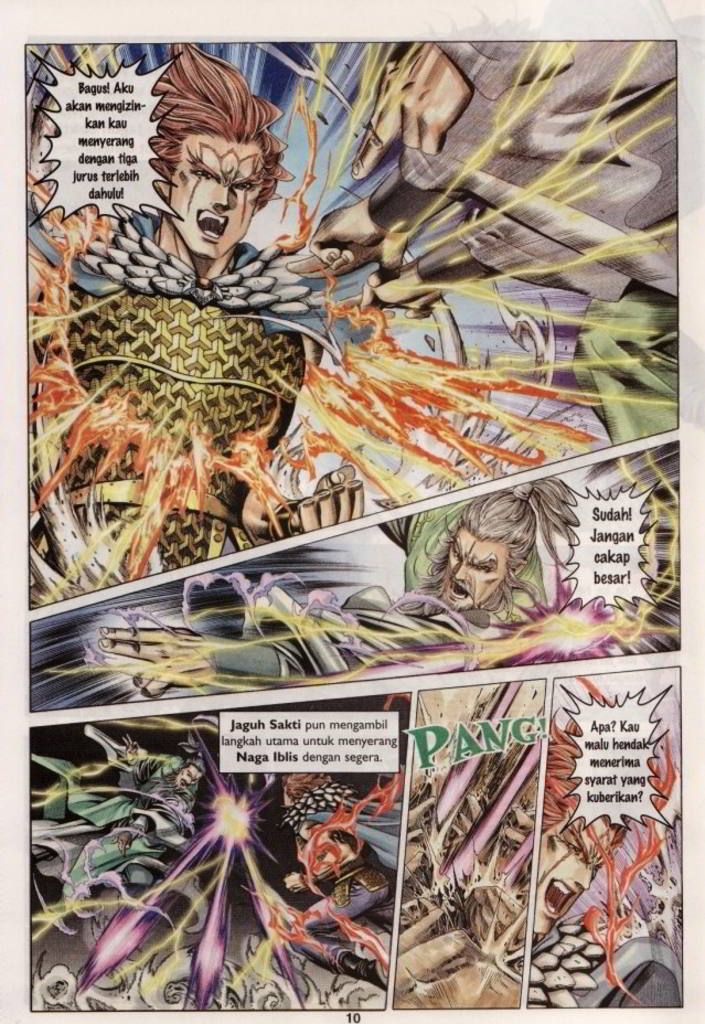 Bagus! Aku
akan mengizin-
kan kau
menyerang
dengan tiga
jurus terlebih
dahulu!
Sudah!
Jangan
cakap
besar!
Jaguh Sakti pun mengambil
langkah utama untuk menyerang
Naga Iblis dengan segera.
PANG!
Apa? Kau
malu hendak
menerima
syarat yang
kuberikan?
10